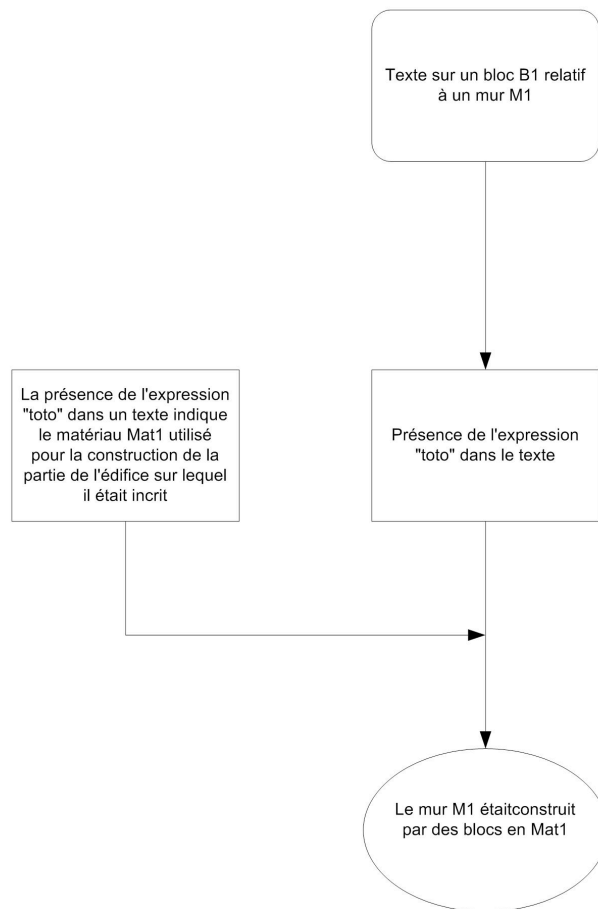 Texte sur un bloc B1 relatif
à un mur M1
La présence de l'expression
"toto" dans un texte indique
le matériau Mat1 utilisé
pour la construction de la
partie de l'édifice sur lequel
il était incrit
Présence de l'expression
"toto" dans le texte
Le mur M1 étaitconstruit
par des blocs en Mat1